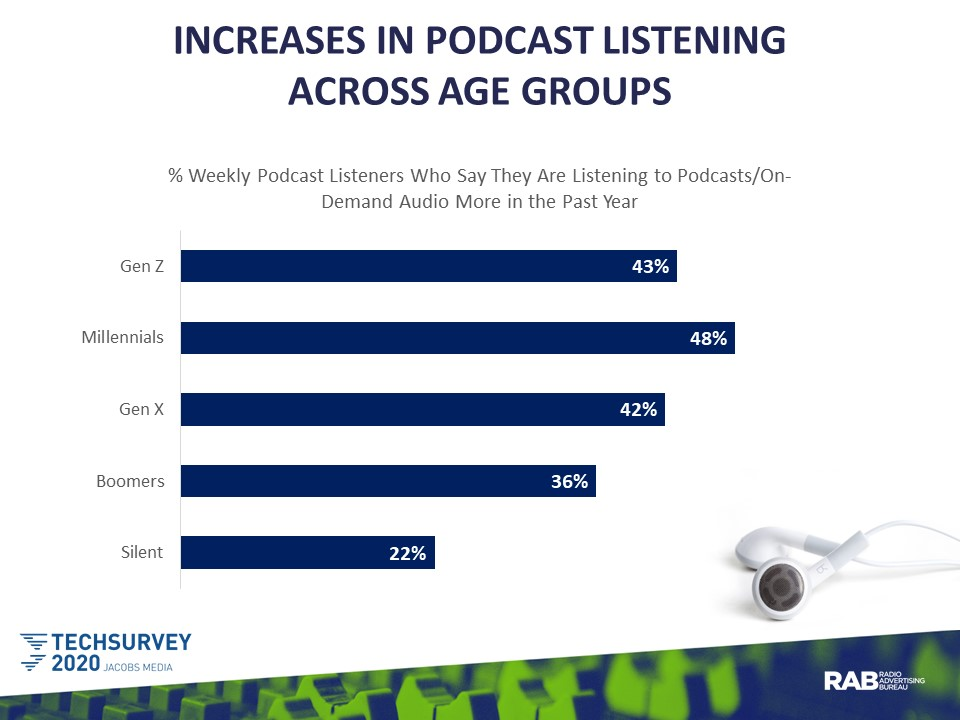 INCREASES IN PODCAST LISTENING
ACROSS AGE GROUPS
% Weekly Podcast Listeners Who Say They Are Listening to Podcasts/On-
Demand Audio More in the Past Year
Gen Z 43%
Millennials 48%
Gen X 42%
Boomers 36%
Silent 22%
TECHSURVEY
2020 JACOBS MEDIA
RAB RADIO
ADVERTISING
BUREAU